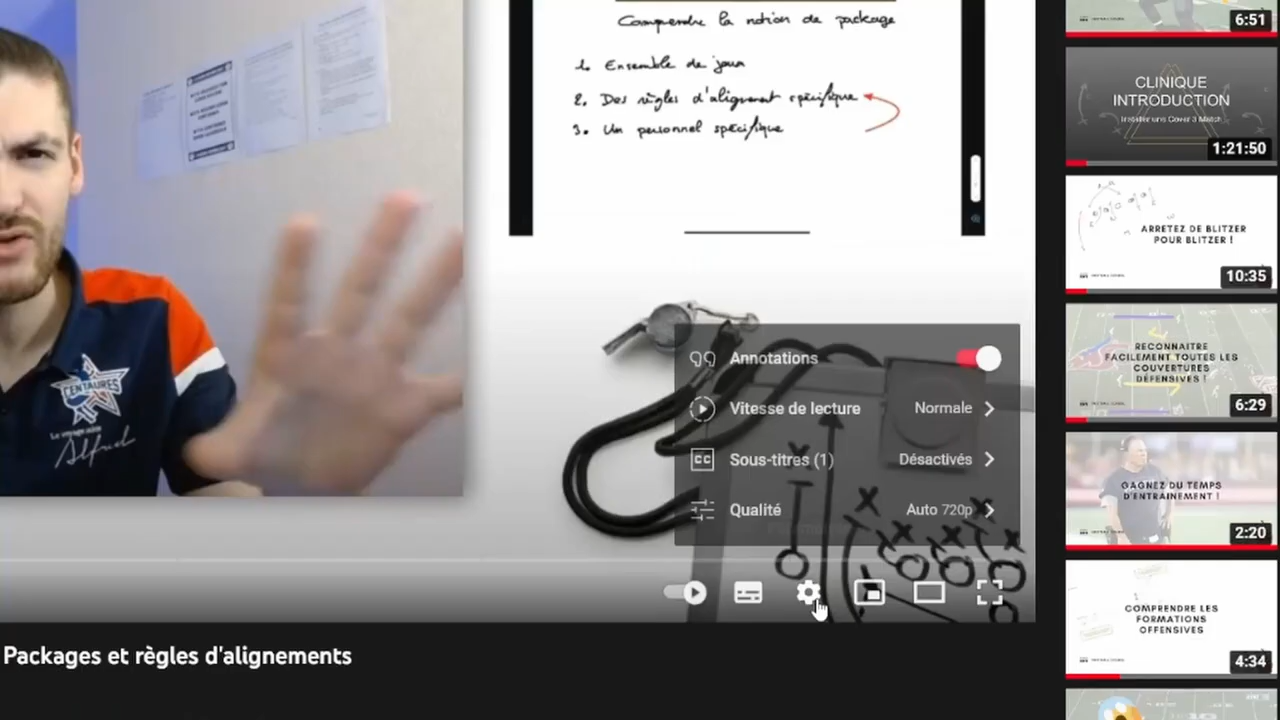 Comprendre la notion de package
1. Ensemble de jeux
2. Des règles d'alignement spécifique
3. Un personnel spécifique
CENTAURES
Annotations
Vitesse de lecture Normale
CC Sous-titres (1) Désactivés
Qualité Auto 720p
Packages et règles d'alignements
6:51
CLINIQUE
INTRODUCTION
Installer une Cover 3 Match
1:21:50
ARRETEZ DE BLITZER
POUR BLITZER !
10:35
RECONNAITRE
FACILEMENT TOUTES LES
COUVERTURES
DÉFENSIVES !
6:29
GAGNEZ DU TEMPS
D'ENTRAINEMENT !
2:20
COMPRENDRE LES
FORMATIONS
OFFENSIVES
4:34